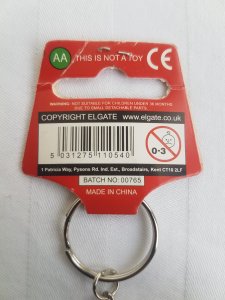 AA THIS IS NOT A TOY CE
WARNING: NOT SUITABLE FOR CHILDREN UNDER 36 MONTHS
DUE TO SMALL DETACHABLE PARTS.
COPYRIGHT ELGATE www.elgate.co.uk
0-3
5 031275 110540
1 Patricia Way, Pysons Rd. Ind. Est., Broadstairs, Kent CT10 2LF
BATCH NO: 00765
MADE IN CHINA